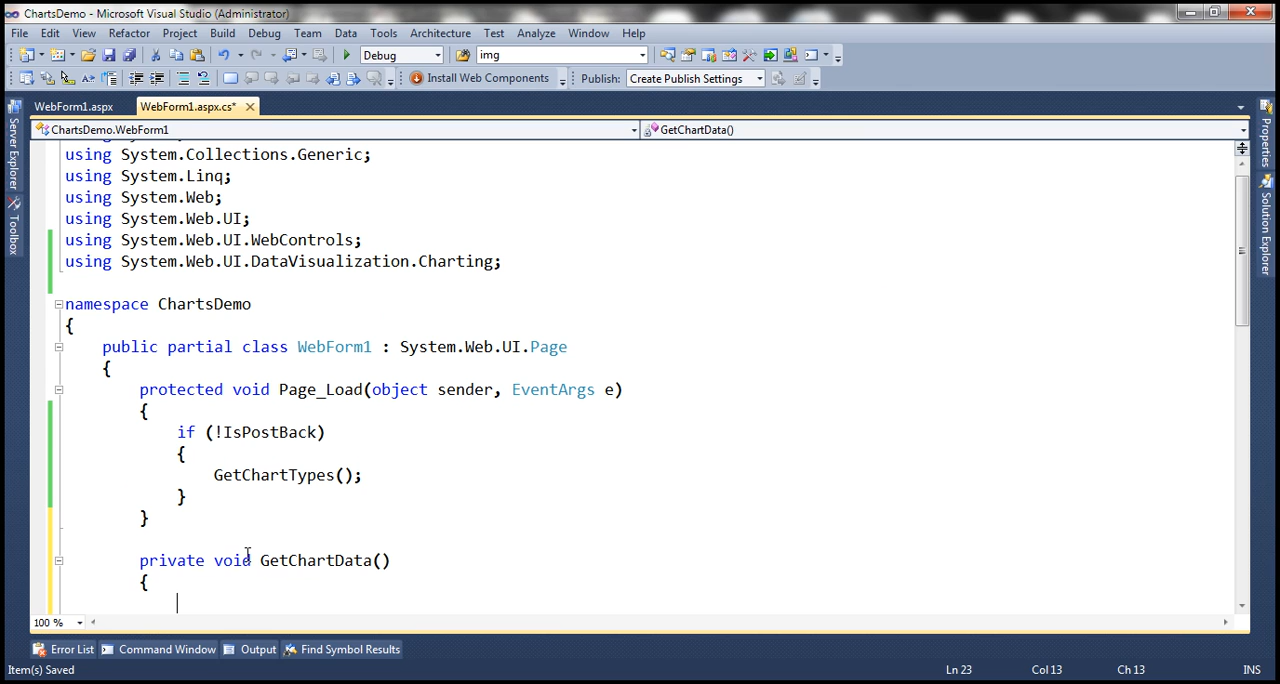 ChartsDemo - Microsoft Visual Studio (Administrator)
File Edit View Refactor Project Build Debug Team Data Tools Architecture Test Analyze Window Help
Debug img
Install Web Components Publish: Create Publish Settings
WebForm1.aspx WebForm1.aspx.cs*
ChartsDemo.WebForm1 GetChartData()
using System.Collections.Generic;
using System.Linq;
using System.Web;
using System.Web.UI;
using System.Web.UI.WebControls;
using System.Web.UI.DataVisualization.Charting;
namespace ChartsDemo
{
public partial class WebForm1 : System.Web.UI.Page
{
protected void Page_Load(object sender, EventArgs e)
{
if (!IsPostBack)
{
GetChartTypes();
}
}
private void GetChartData()
{
100 %
Error List Command Window Output Find Symbol Results
Item(s) Saved Ln 23 Col 13 Ch 13 INS
Server Explorer
Toolbox
Properties
Solution Explorer